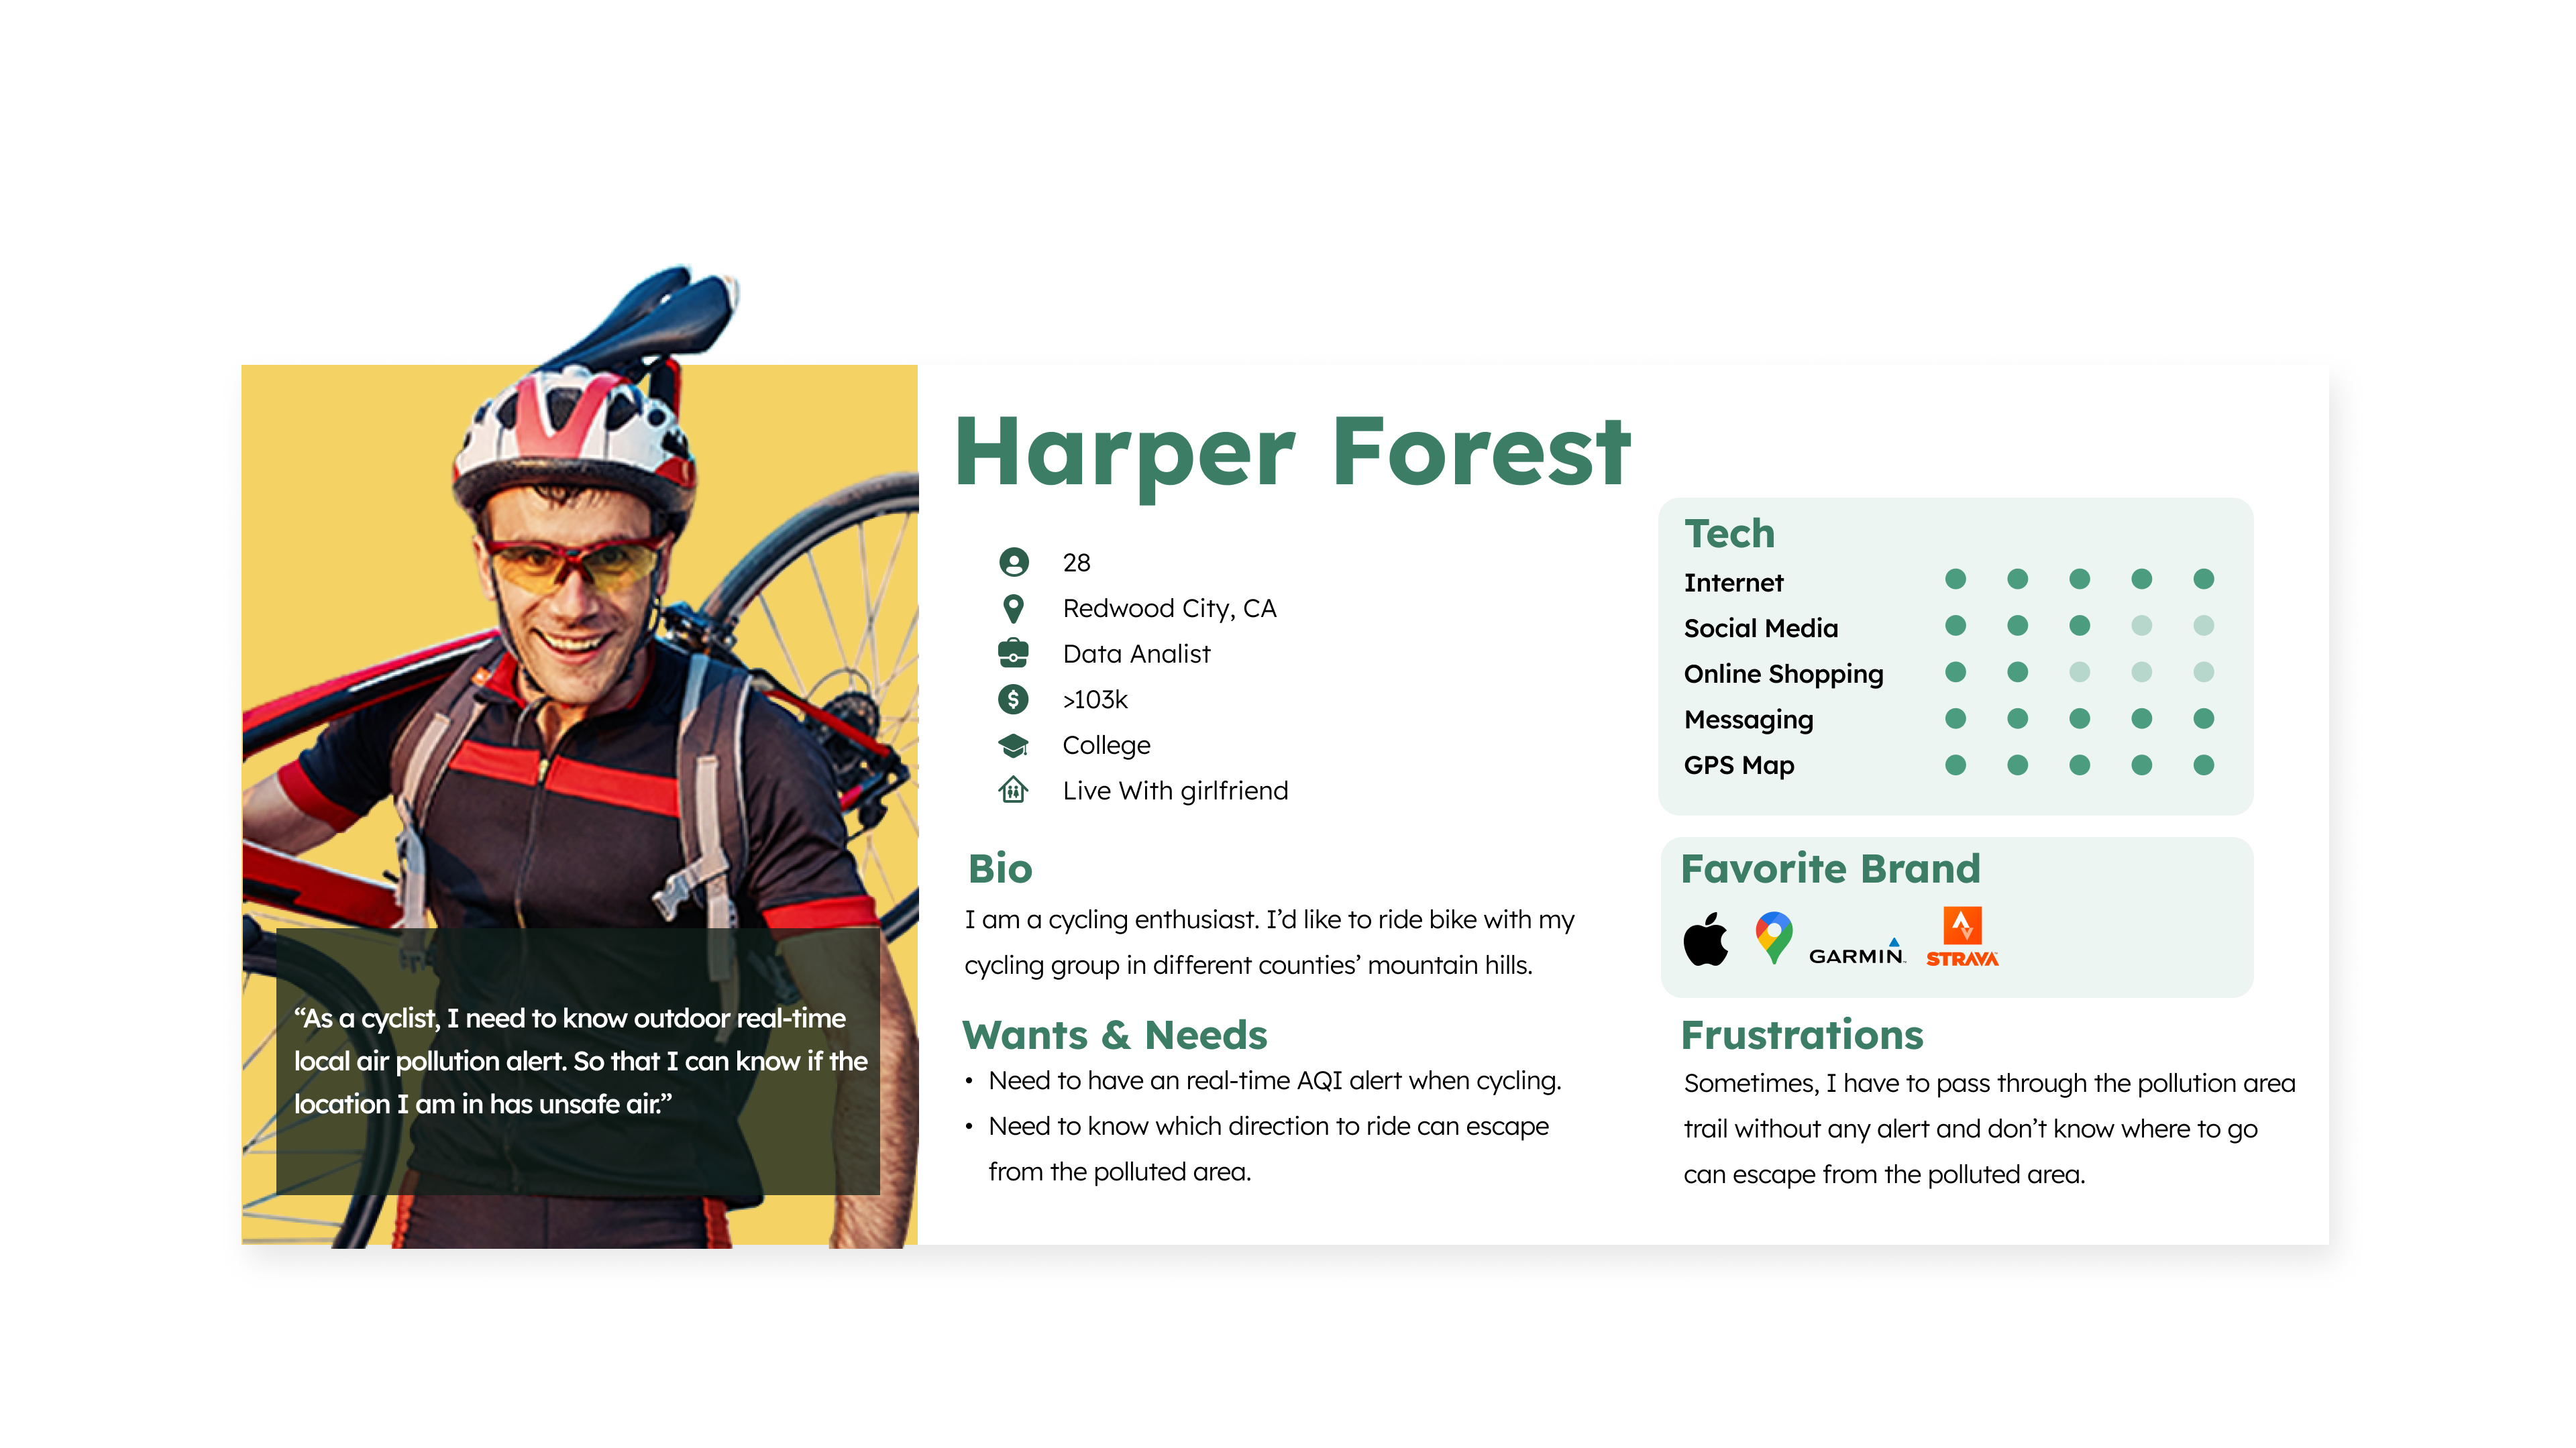 Harper Forest
28
Redwood City, CA
Data Analist
>103k
College
Live With girlfriend
Bio
I am a cycling enthusiast. I’d like to ride bike with my
cycling group in different counties’ mountain hills.
Wants & Needs
• Need to have an real-time AQI alert when cycling.
• Need to know which direction to ride can escape
from the polluted area.
Tech
Internet
Social Media
Online Shopping
Messaging
GPS Map
Favorite Brand
GARMIN
STRAVA
Frustrations
Sometimes, I have to pass through the pollution area
trail without any alert and don’t know where to go
can escape from the polluted area.
“As a cyclist, I need to know outdoor real-time
local air pollution alert. So that I can know if the
location I am in has unsafe air.”